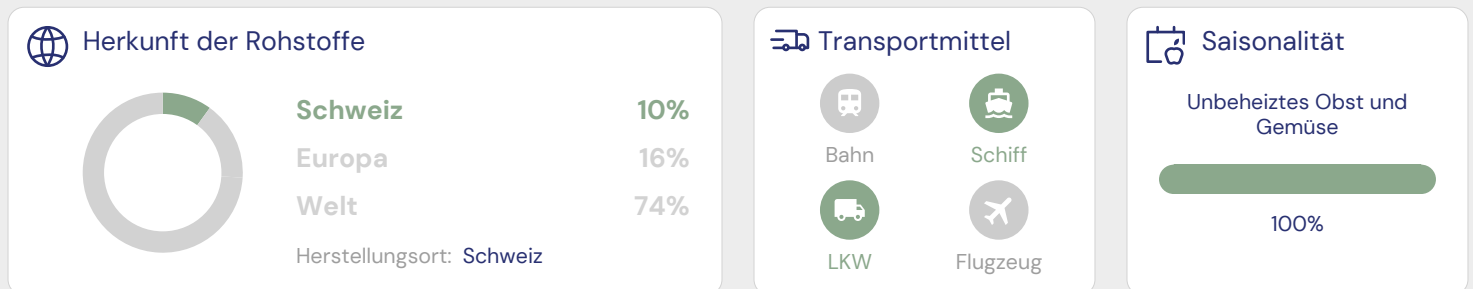 Herkunft der Rohstoffe
Schweiz 10%
Europa 16%
Welt 74%
Herstellungsort: Schweiz
Transportmittel
Bahn
Schiff
LKW
Flugzeug
Saisonalität
Unbeheiztes Obst und
Gemüse
100%